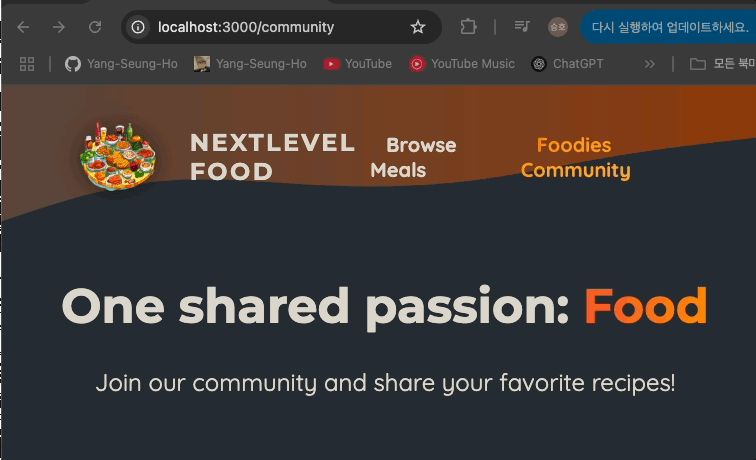 localhost:3000/community
승호
다시 실행하여 업데이트하세요.
Yang-Seung-Ho
Yang-Seung-Ho
YouTube
YouTube Music
ChatGPT
모든 북마
NEXTLEVEL
FOOD
Browse
Meals
Foodies
Community
One shared passion: Food
Join our community and share your favorite recipes!